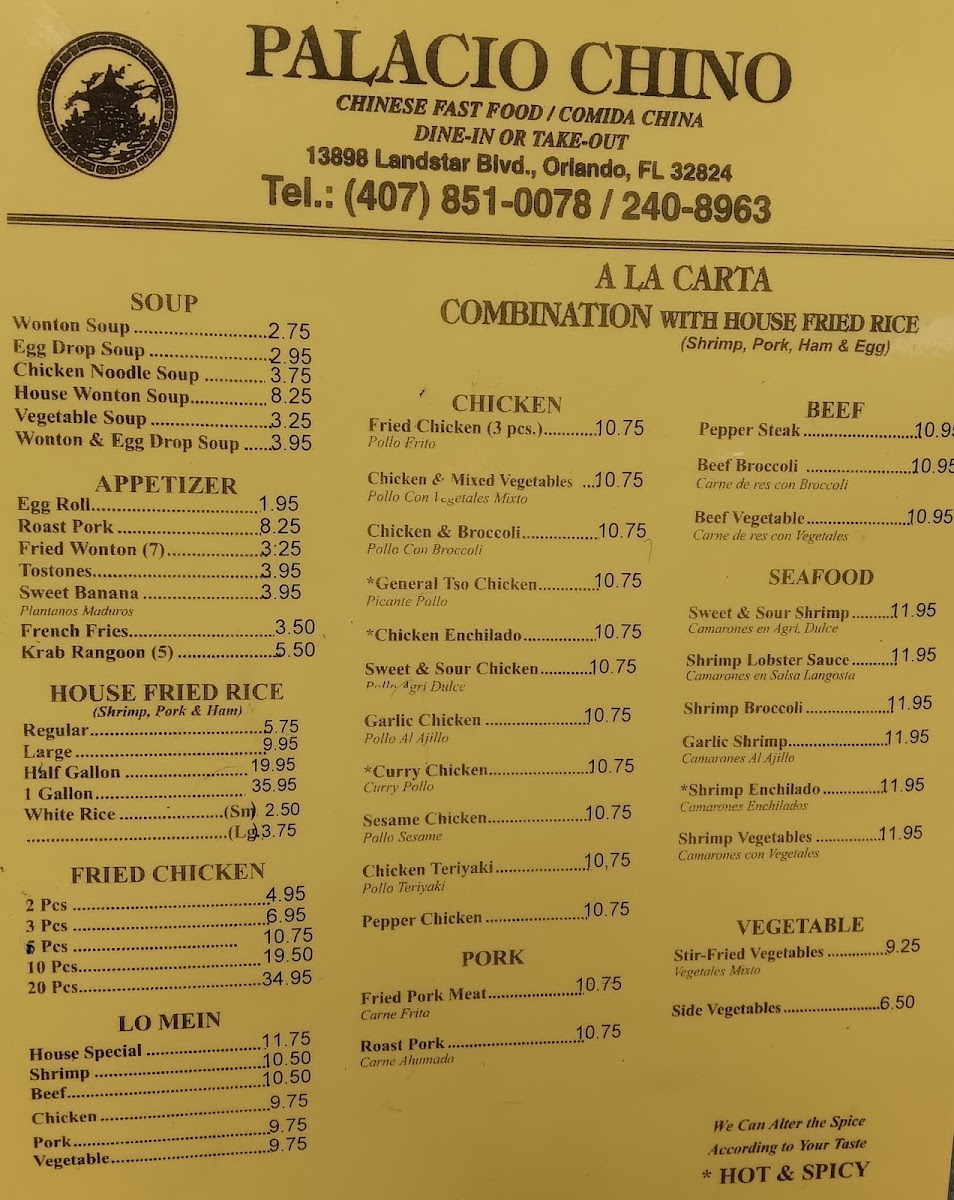 PALACIO CHINO
CHINESE FAST FOOD / COMIDA CHINA
DINE-IN OR TAKE-OUT
13898 Landstar Blvd., Orlando, FL 32824
Tel.: (407) 851-0078 / 240-8963
SOUP
Wonton Soup ..................... 2.75
Egg Drop Soup ................... 2.95
Chicken Noodle Soup .......... 3.75
House Wonton Soup............. 8.25
Vegetable Soup ................... 3.25
Wonton & Egg Drop Soup ..... 3.95
APPETIZER
Egg Roll............................ 1.95
Roast Pork ........................ 8.25
Fried Wonton (7)............... 3:25
Tostones............................ 3.95
Sweet Banana ................... 3.95
Plantanos Maduros
French Fries....................... 3.50
Krab Rangoon (5) ................ 5.50
HOUSE FRIED RICE
(Shrimp, Pork & Ham)
Regular............................. 5.75
Large ................................ 9.95
Half Gallon ...................... 19.95
1 Gallon............................ 35.95
White Rice .................(Sm) 2.50
.................................(Lg) 3.75
FRIED CHICKEN
2 Pcs ................................ 4.95
3 Pcs ................................ 6.95
Pcs ........................... 10.75
10 Pcs............................... 19.50
20 Pcs............................... 34.95
LO MEIN
House Special ................... 11.75
Shrimp ............................. 10.50
Beef.................................. 10.50
Chicken ............................ 9.75
Pork................................. 9.75
Vegetable.......................... 9.75
A LA CARTA
COMBINATION WITH HOUSE FRIED RICE
(Shrimp, Pork, Ham & Egg)
CHICKEN
Fried Chicken (3 pcs.)........... 10.75
Pollo Frito
Chicken & Mixed Vegetables ... 10.75
Pollo Con Vegetales Mixto
Chicken & Broccoli............... 10.75
Pollo Con Broccoli
*General Tso Chicken............ 10.75
Picante Pollo
*Chicken Enchilado............... 10.75
Sweet & Sour Chicken........... 10.75
Pollo Agri Dulce
Garlic Chicken ..................... 10.75
Pollo Al Ajillo
*Curry Chicken..................... 10.75
Curry Pollo
Sesame Chicken.................... 10.75
Pollo Sesame
Chicken Teriyaki................... 10,75
Pollo Teriyaki
Pepper Chicken ..................... 10.75
PORK
Fried Pork Meat.................... 10.75
Carne Frita
Roast Pork ............................ 10.75
Carne Ahumada
BEEF
Pepper Steak ........................ 10.95
Beef Broccoli ...................... 10.95
Carne de res con Broccoli
Beef Vegetable...................... 10.95
Carne de res con Vegetales
SEAFOOD
Sweet & Sour Shrimp......... 11.95
Camarones en Agri. Dulce
Shrimp Lobster Sauce......... 11.95
Camarones en Salsa Langosta
Shrimp Broccoli ................. 11.95
Garlic Shrimp..................... 11.95
Camarones Al Ajillo
*Shrimp Enchilado ............. 11.95
Camarones Enchilados
Shrimp Vegetables .............. 11.95
Camarones con Vegetales
VEGETABLE
Stir-Fried Vegetables ............. 9.25
Vegetales Mixto
Side Vegetables..................... 6.50
We Can Alter the Spice
According to Your Taste
* HOT & SPICY